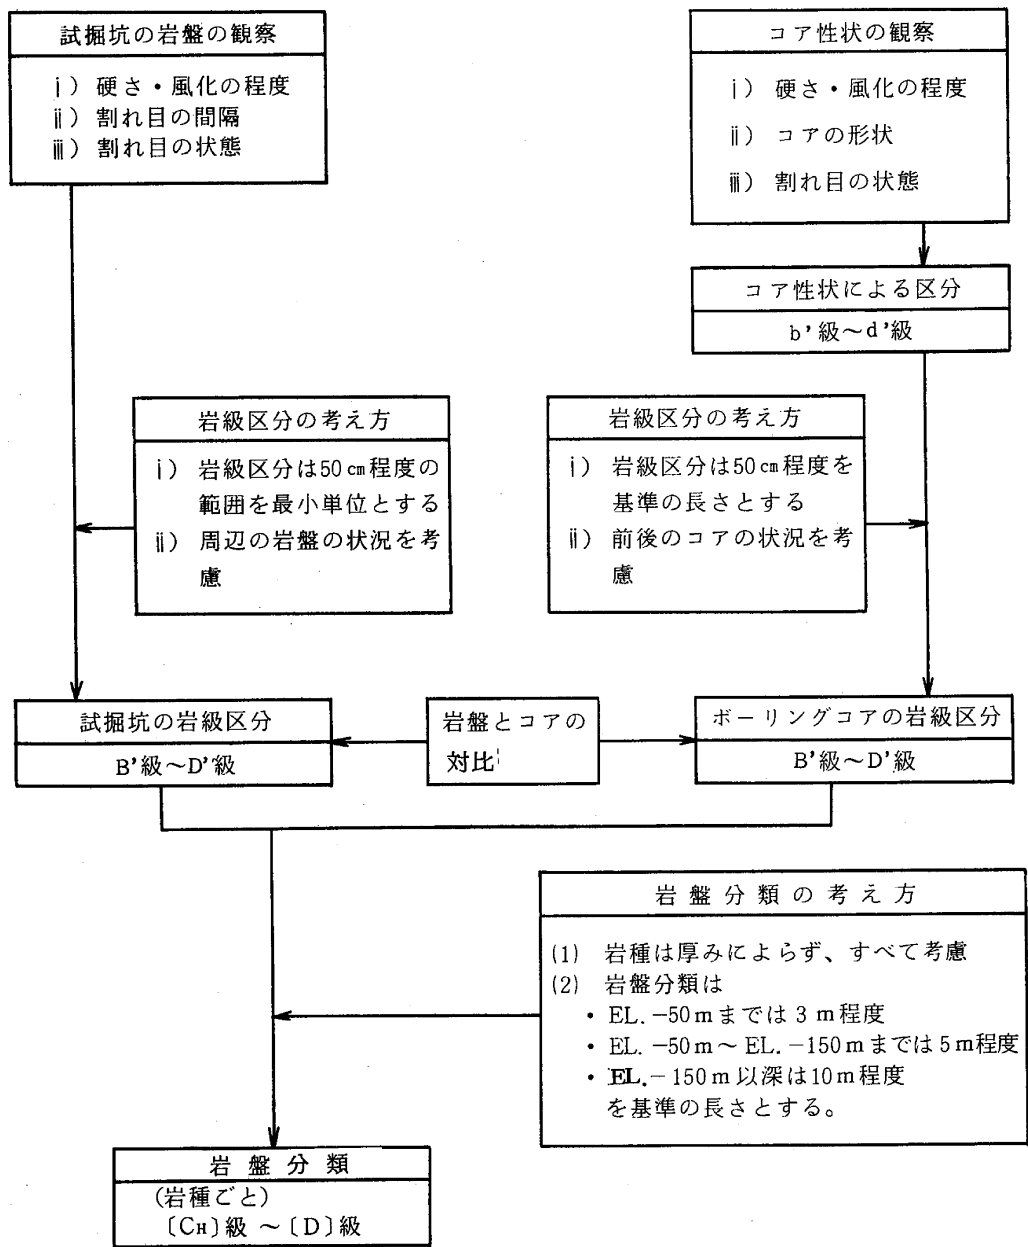 試掘坑の岩盤の観察
ⅰ) 硬さ・風化の程度
ⅱ) 割れ目の間隔
ⅲ) 割れ目の状態
コア性状の観察
ⅰ) 硬さ・風化の程度
ⅱ) コアの形状
ⅲ) 割れ目の状態
コア性状による区分
b'級～d'級
岩級区分の考え方
ⅰ) 岩級区分は50㎝程度の
範囲を最小単位とする
ⅱ) 周辺の岩盤の状況を考
慮
岩級区分の考え方
ⅰ) 岩級区分は50㎝程度を
基準の長さとする
ⅱ) 前後のコアの状況を考
慮
試掘坑の岩級区分
B'級～D'級
岩盤とコアの
対比
ボーリングコアの岩級区分
B'級～D'級
岩盤分類の考え方
(1) 岩種は厚みによらず、すべて考慮
(2) 岩盤分類は
・EL.-50mまでは3m程度
・EL.-50m～EL.-150mまでは5m程度
・EL.-150m以深は10m程度
を基準の長さとする。
岩盤分類
(岩種ごと)
〔CH〕級～〔D〕級